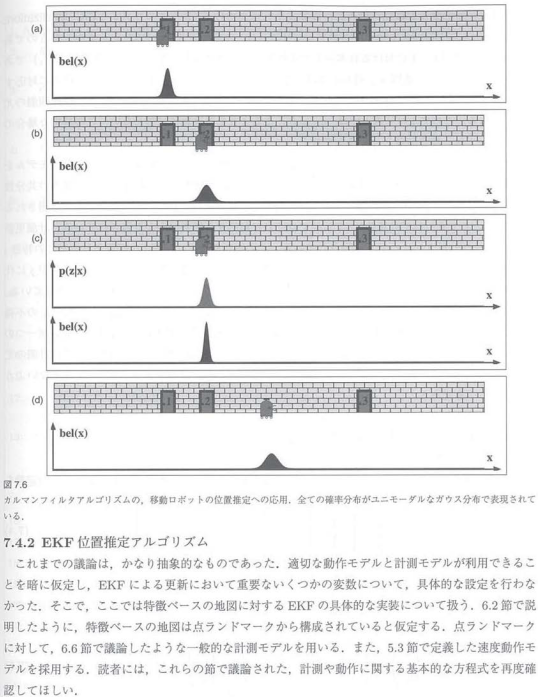 (a)
1
2
3
bel(x)
x
(b)
1
2
3
bel(x)
x
(c)
1
2
3
p(z|x)
x
bel(x)
x
(d)
1
2
3
bel(x)
x
図 7.6
カルマンフィルタアルゴリズムの，移動ロボットの位置推定への応用．全ての確率分布がユニモーダルなガウス分布で表現されて
いる．
7.4.2 EKF 位置推定アルゴリズム
これまでの議論は，かなり抽象的なものであった．適切な動作モデルと計測モデルが利用できるこ
とを暗に仮定し，EKF による更新において重要ないくつかの変数について，具体的な設定を行わな
かった．そこで，ここでは特徴ベースの地図に対する EKF の具体的な実装について扱う．6.2 節で説
明したように，特徴ベースの地図は点ランドマークから構成されていると仮定する．点ランドマーク
に対して，6.6 節で議論したような一般的な計測モデルを用いる．また，5.3 節で定義した速度動作モ
デルを採用する．読者には，これらの節で議論された，計測や動作に関する基本的な方程式を再度確
認してほしい．